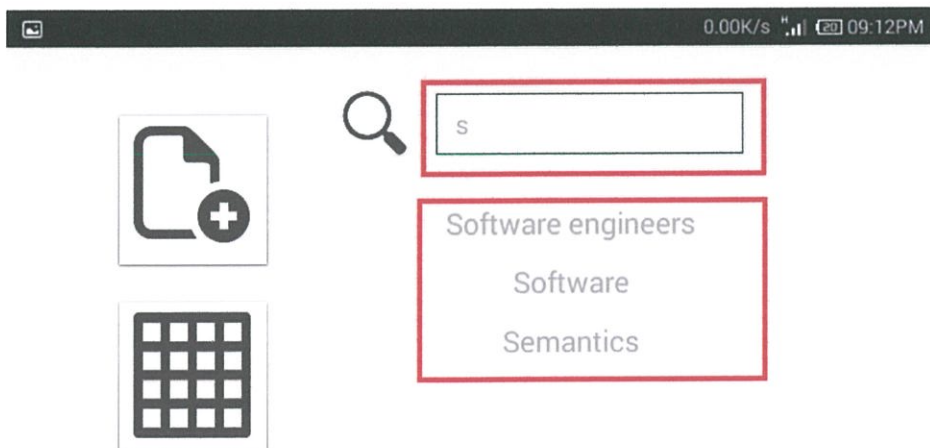 0.00K/s H 20 09:12PM
s
Software engineers
Software
Semantics